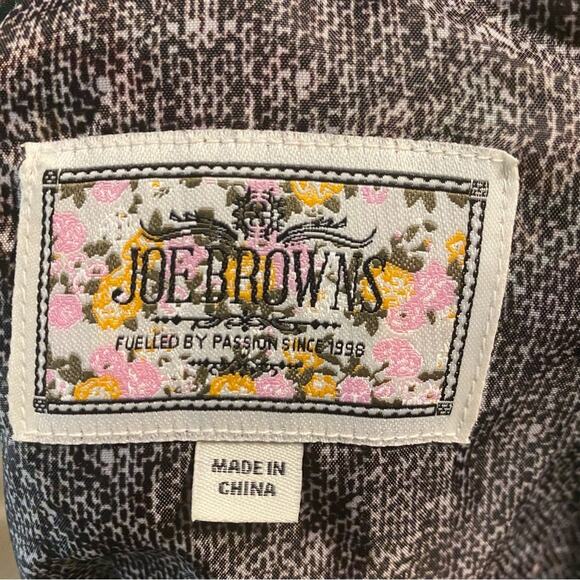 JOE BROWNS
FUELLED BY PASSION SINCE 1998
MADE IN
CHINA